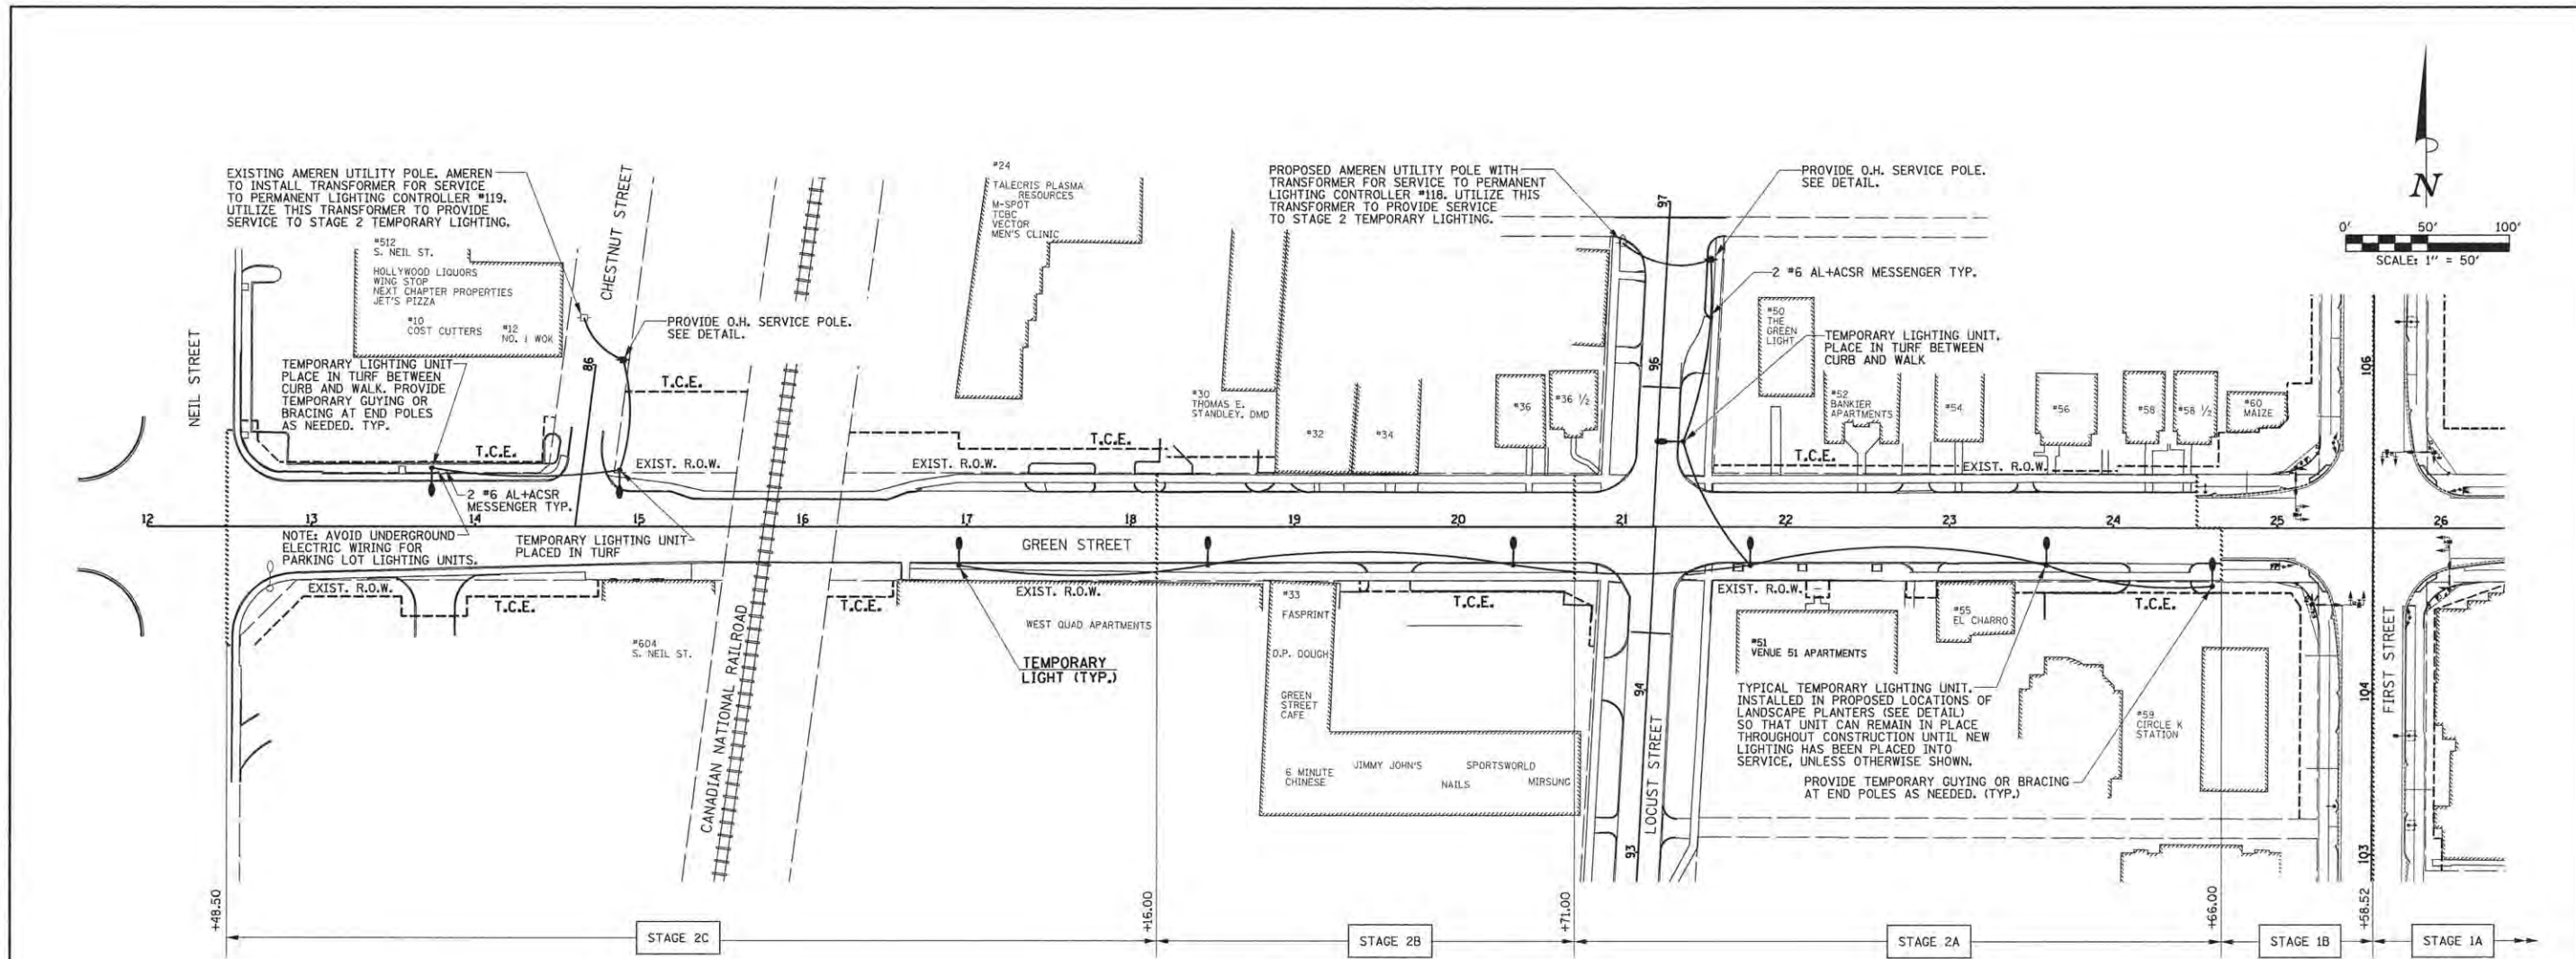 EXISTING AMEREN UTILITY POLE. AMEREN
TO INSTALL TRANSFORMER FOR SERVICE
TO PERMANENT LIGHTING CONTROLLER #119.
UTILIZE THIS TRANSFORMER TO PROVIDE
SERVICE TO STAGE 2 TEMPORARY LIGHTING.
#512
S. NEIL ST.
HOLLYWOOD LIQUORS
WING STOP
NEXT CHAPTER PROPERTIES
JET'S PIZZA
#10
COST CUTTERS
#12
NO. 1 WOK
CHESTNUT STREET
NEIL STREET
TEMPORARY LIGHTING UNIT
PLACE IN TURF BETWEEN
CURB AND WALK. PROVIDE
TEMPORARY GUYING OR
BRACING AT END POLES
AS NEEDED. TYP.
PROVIDE O.H. SERVICE POLE.
SEE DETAIL.
86
T.C.E.
T.C.E.
EXIST. R.O.W.
2 #6 AL+ACSR
MESSENGER TYP.
NOTE: AVOID UNDERGROUND
ELECTRIC WIRING FOR
PARKING LOT LIGHTING UNITS.
TEMPORARY LIGHTING UNIT
PLACED IN TURF
#24
TALECRIS PLASMA
RESOURCES
M-SPOT
TCBC
VECTOR
MEN'S CLINIC
PROPOSED AMEREN UTILITY POLE WITH
TRANSFORMER FOR SERVICE TO PERMANENT
LIGHTING CONTROLLER #118. UTILIZE THIS
TRANSFORMER TO PROVIDE SERVICE
TO STAGE 2 TEMPORARY LIGHTING.
97
PROVIDE O.H. SERVICE POLE.
SEE DETAIL.
2 #6 AL+ACSR MESSENGER TYP.
#50
THE
GREEN
LIGHT
TEMPORARY LIGHTING UNIT.
PLACE IN TURF BETWEEN
CURB AND WALK
N
0' 50' 100'
SCALE: 1" = 50'
#30
THOMAS E.
STANDLEY, DMD
#32
#34
#36
#36 ½
96
#52
BANKIER
APARTMENTS
#54
#56
#58
#58 ½
#60
MAIZE
106
T.C.E.
EXIST. R.O.W.
T.C.E.
EXIST. R.O.W.
12 13 14 15 16 17 18 19 20 21 22 23 24 25 26
GREEN STREET
EXIST. R.O.W.
T.C.E.
T.C.E.
EXIST. R.O.W.
#604
S. NEIL ST.
CANADIAN NATIONAL RAILROAD
WEST QUAD APARTMENTS
TEMPORARY
LIGHT (TYP.)
#33
FASPRINT
D.P. DOUGH
GREEN
STREET
CAFE
6 MINUTE
CHINESE
JIMMY JOHN'S
NAILS
SPORTSWORLD
MIRSUNG
T.C.E.
94
LOCUST STREET
93
EXIST. R.O.W.
#51
VENUE 51 APARTMENTS
#55
EL CHARRO
T.C.E.
TYPICAL TEMPORARY LIGHTING UNIT.
INSTALLED IN PROPOSED LOCATIONS OF
LANDSCAPE PLANTERS (SEE DETAIL)
SO THAT UNIT CAN REMAIN IN PLACE
THROUGHOUT CONSTRUCTION UNTIL NEW
LIGHTING HAS BEEN PLACED INTO
SERVICE, UNLESS OTHERWISE SHOWN.
PROVIDE TEMPORARY GUYING OR BRACING
AT END POLES AS NEEDED. (TYP.)
#59
CIRCLE K
STATION
FIRST STREET
104
103
+48.50
+16.00
+71.00
+66.00
+58.52
STAGE 2C
STAGE 2B
STAGE 2A
STAGE 1B
STAGE 1A